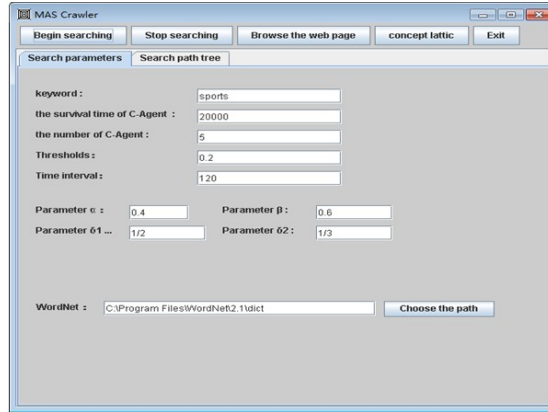 MAS Crawler
Begin searching Stop searching Browse the web page concept lattic Exit
Search parameters Search path tree
keyword : sports
the survival time of C-Agent : 20000
the number of C-Agent : 5
Thresholds : 0.2
Time interval : 120
Parameter α : 0.4 Parameter β : 0.6
Parameter δ1 ... 1/2 Parameter δ2 : 1/3
WordNet : C:\Program Files\WordNet\2.1\dict Choose the path